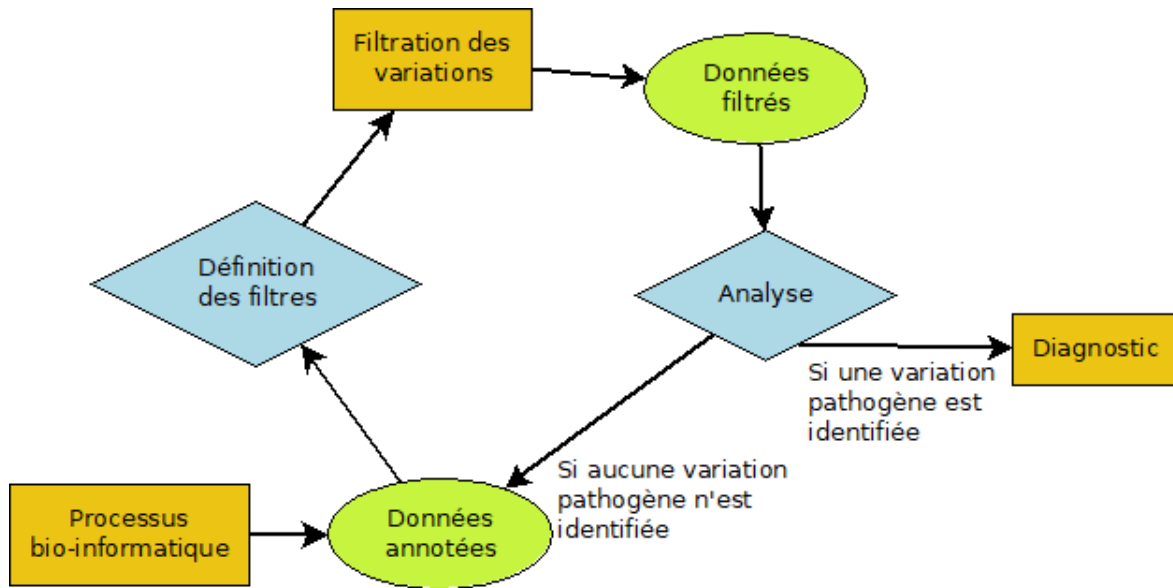 Filtration des
variations
Données
filtrés
Définition
des filtres
Analyse
Diagnostic
Si une variation
pathogène est
identifiée
Si aucune variation
pathogène n'est
identifiée
Processus
bio-informatique
Données
annotées